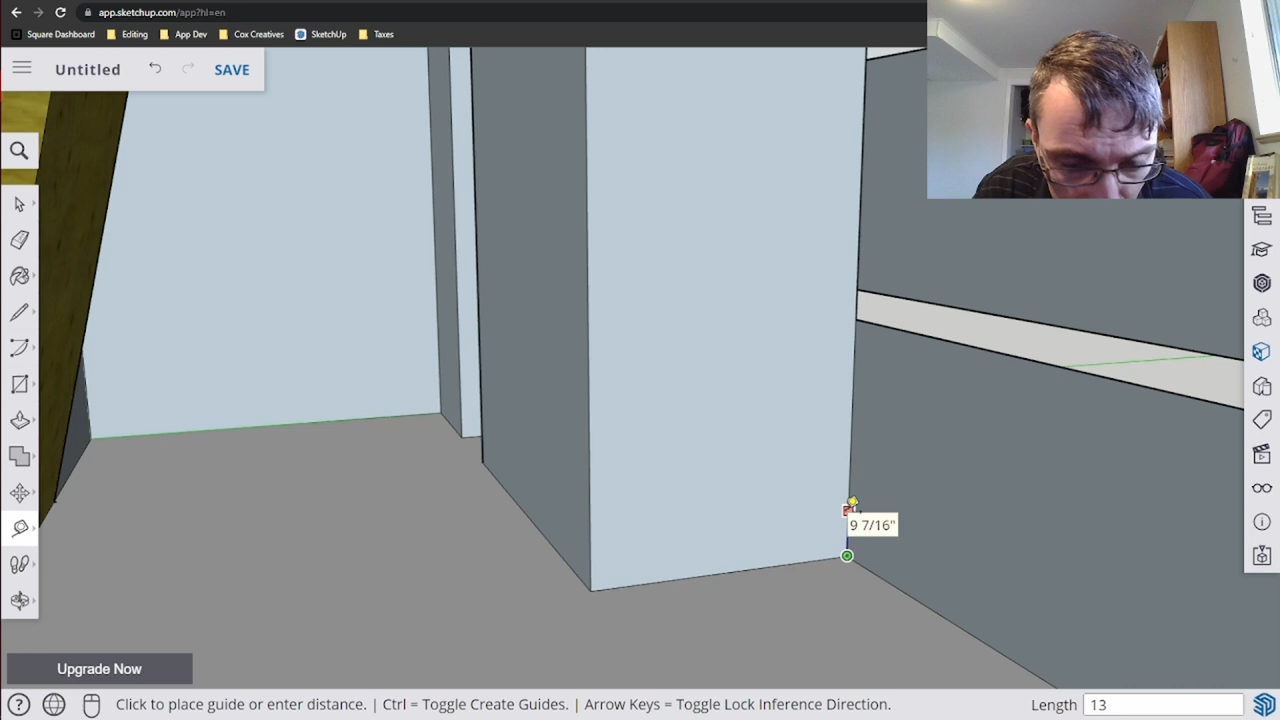 app.sketchup.com/app?hl=en
Square Dashboard Editing App Dev Cox Creatives SketchUp Taxes
Untitled SAVE
9 7/16"
Upgrade Now
Click to place guide or enter distance. | Ctrl = Toggle Create Guides. | Arrow Keys = Toggle Lock Inference Direction. Length 13